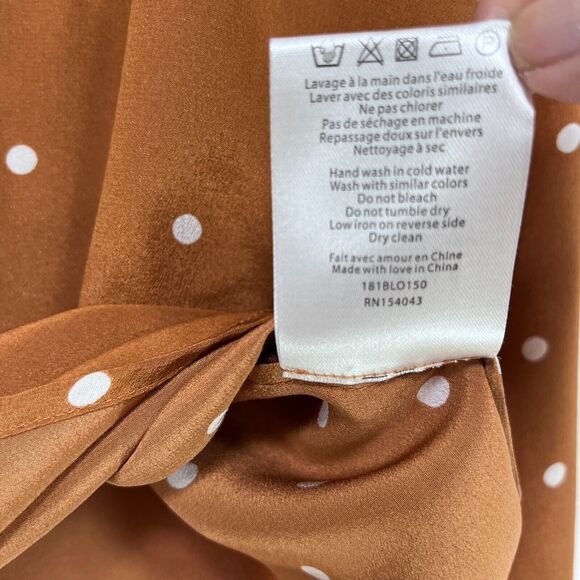 Lavage à la main dans l'eau froide
Laver avec des coloris similaires
Ne pas chlorer
Pas de séchage en machine
Repassage doux sur l'envers
Nettoyage à sec
Hand wash in cold water
Wash with similar colors
Do not bleach
Do not tumble dry
Low iron on reverse side
Dry clean
Fait avec amour en Chine
Made with love in China
181BLO150
RN154043